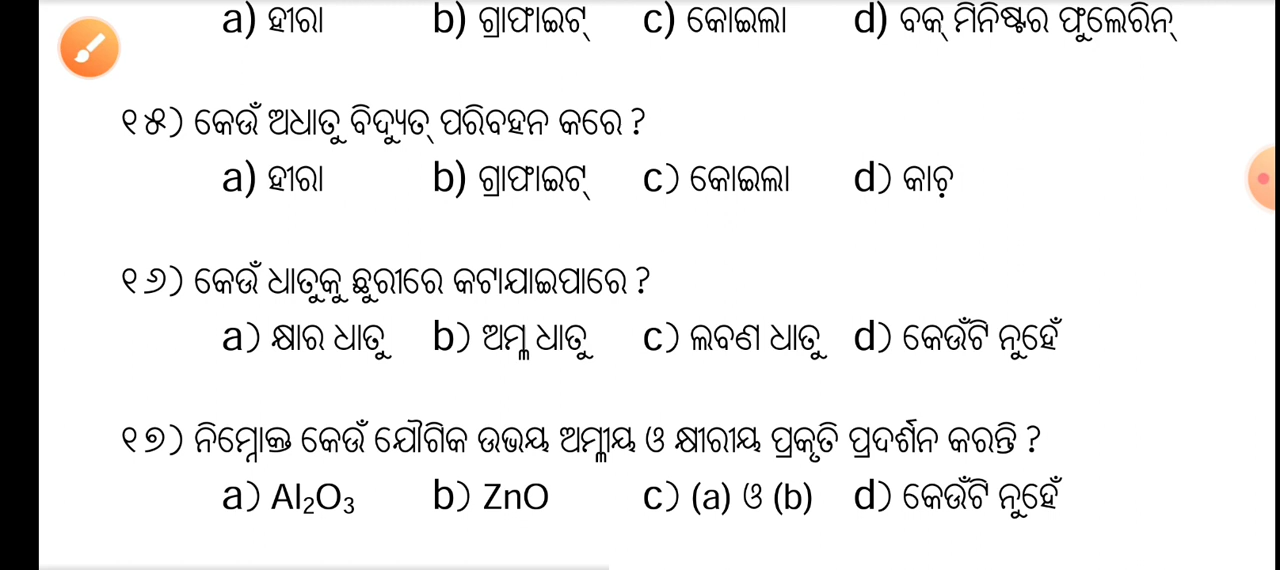 a) ହୀରା b) ଗ୍ରାଫାଇଟ୍ c) କୋଇଲା d) ବକ୍ ମିନିଷ୍ଟର ଫୁଲେରିନ୍
୧୫) କେଉଁ ଅଧାତୁ ବିଦ୍ୟୁତ୍ ପରିବହନ କରେ ?
a) ହୀରା b) ଗ୍ରାଫାଇଟ୍ c) କୋଇଲା d) କାଚ଼
୧୬) କେଉଁ ଧାତୁକୁ ଛୁରୀରେ କଟାଯାଇପାରେ ?
a) କ୍ଷାର ଧାତୁ b) ଅମ୍ଳ ଧାତୁ c) ଲବଣ ଧାତୁ d) କେଉଁଟି ନୁହେଁ
୧୭) ନିମ୍ନୋକ୍ତ କେଉଁ ଯୌଗିକ ଉଭୟ ଅମ୍ଳୀୟ ଓ କ୍ଷୀରୀୟ ପ୍ରକୃତି ପ୍ରଦର୍ଶନ କରନ୍ତି ?
a) Al₂O₃ b) ZnO c) (a) ଓ (b) d) କେଉଁଟି ନୁହେଁ